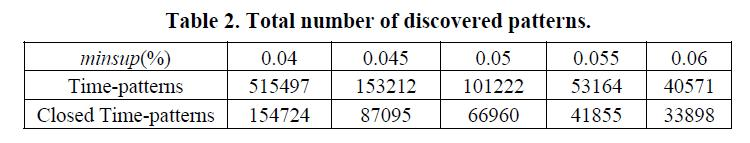 Table 2. Total number of discovered patterns.
minsup(%) 0.04 0.045 0.05 0.055 0.06
Time-patterns 515497 153212 101222 53164 40571
Closed Time-patterns 154724 87095 66960 41855 33898